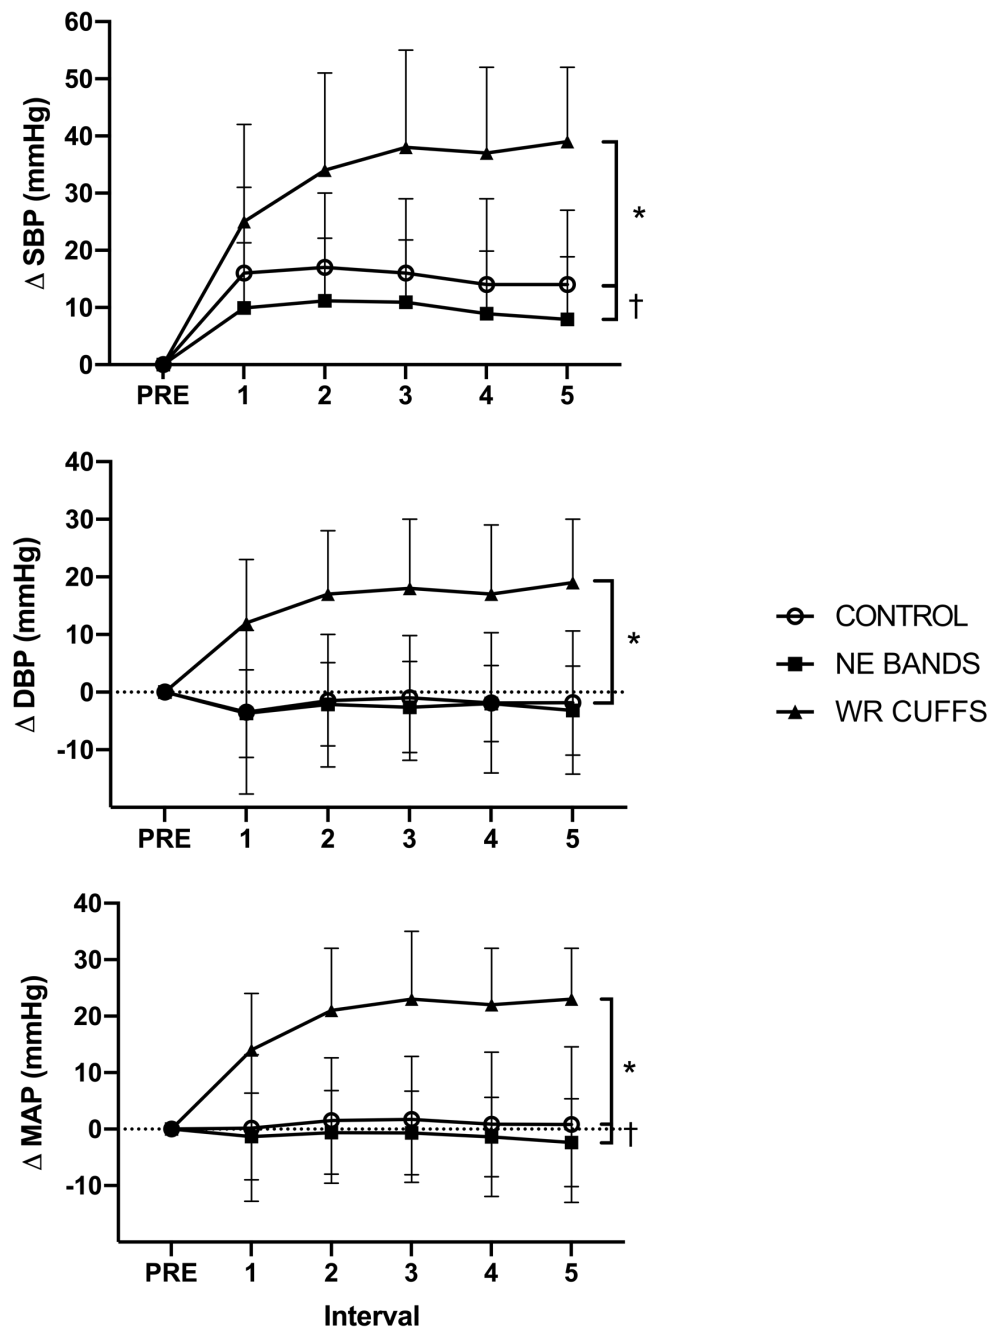 60
50
40
30
20
10
0
Δ SBP (mmHg)
*
†
PRE 1 2 3 4 5
40
30
20
10
0
-10
Δ DBP (mmHg)
*
PRE 1 2 3 4 5
CONTROL
NE BANDS
WR CUFFS
40
30
20
10
0
-10
Δ MAP (mmHg)
*
†
PRE 1 2 3 4 5
Interval